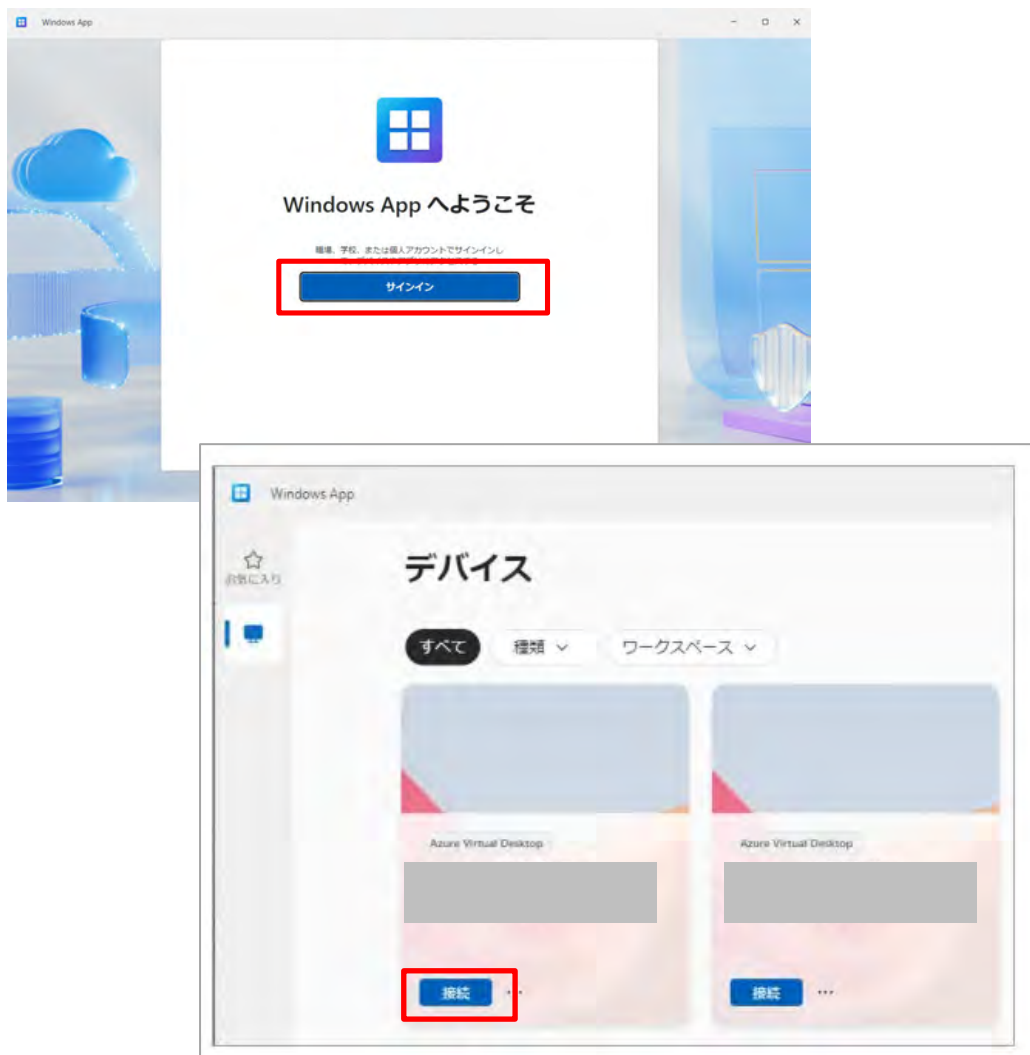 Windows App
Windows App へようこそ
職場、学校、または個人アカウントでサインインし
サインイン
Windows App
お気に入り
デバイス
すべて
種類
ワークスペース
Azure Virtual Desktop
Azure Virtual Desktop
接続
…
接続
…